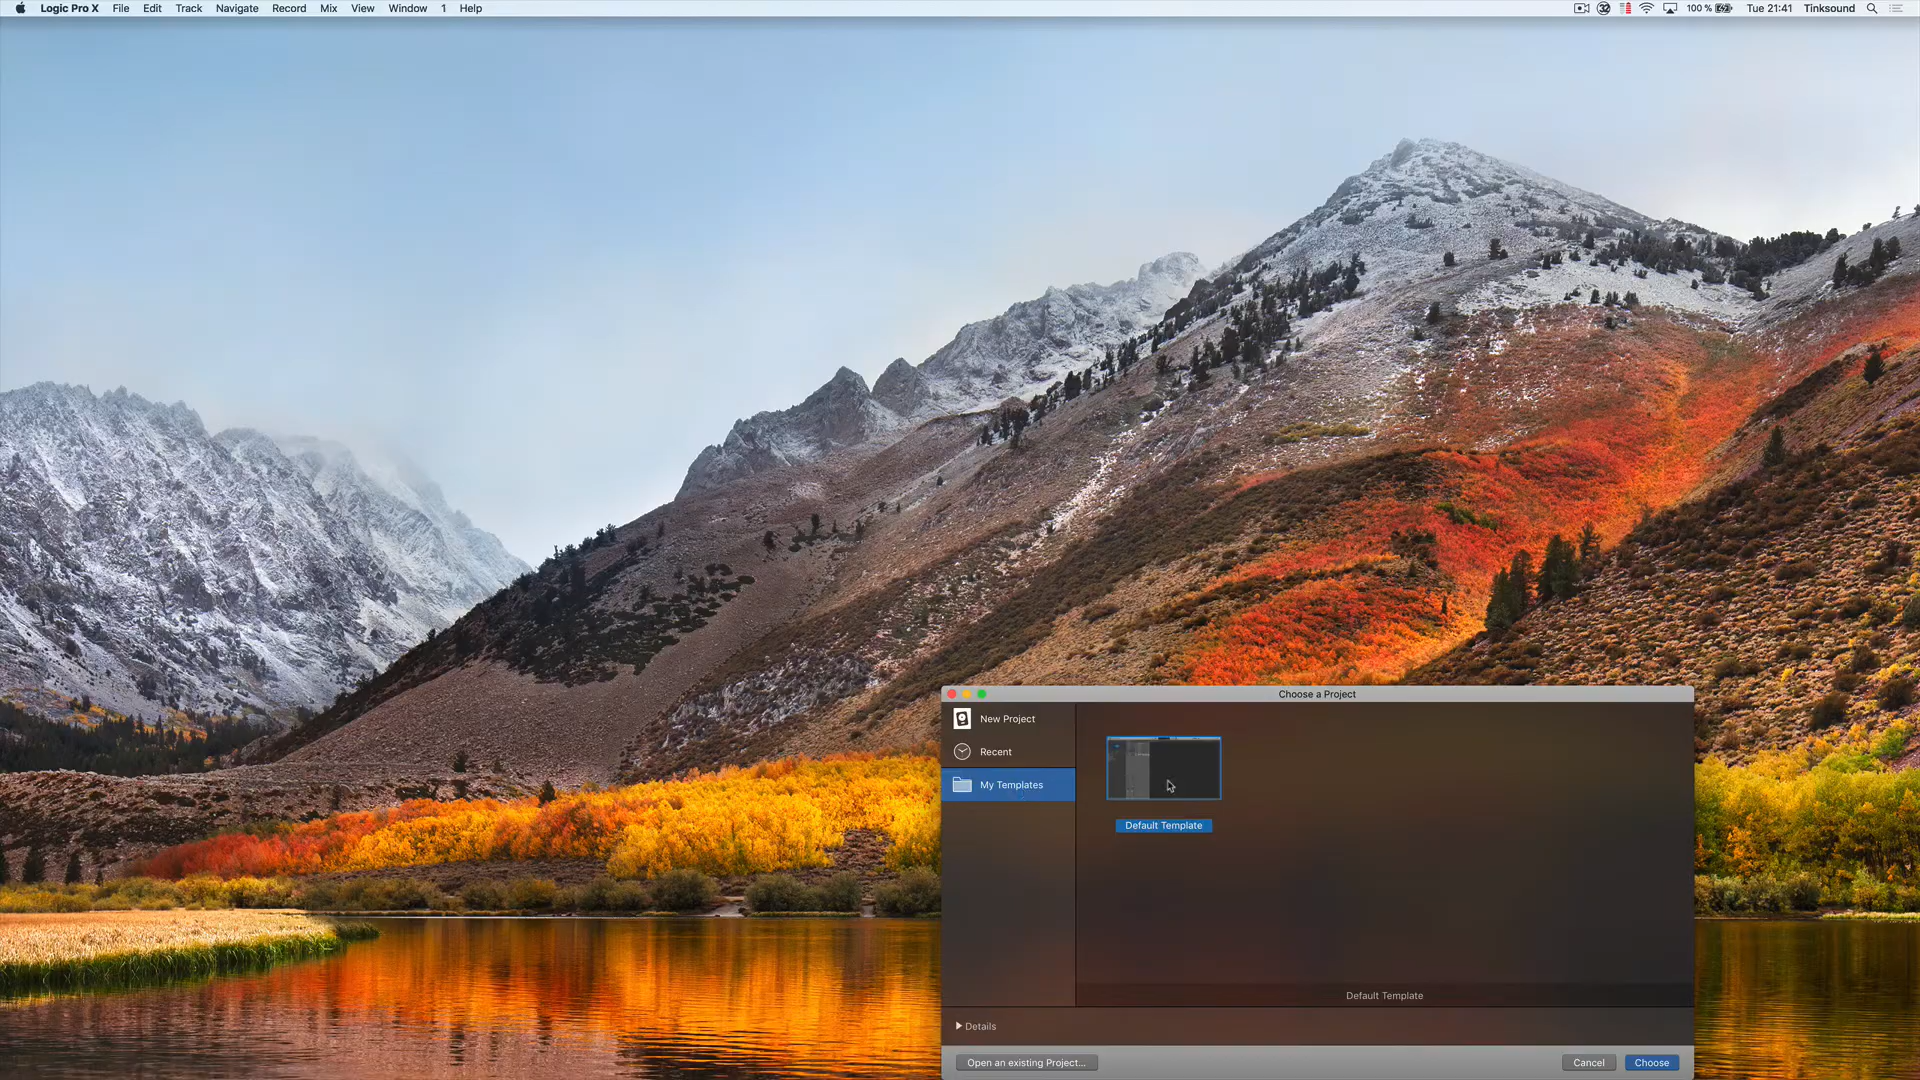 Logic Pro X File Edit Track Navigate Record Mix View Window 1 Help
100 % Tue 21:41 Tinksound
Choose a Project
New Project
Recent
My Templates
Default Template
Default Template
Details
Open an existing Project...
Cancel Choose